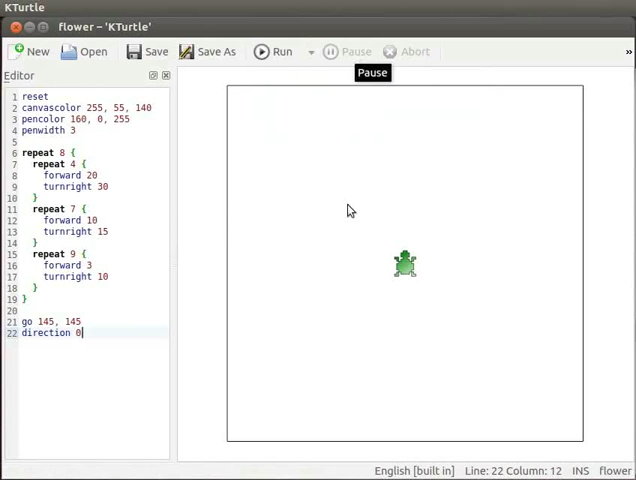 KTurtle
flower – 'KTurtle'
New Open Save Save As Run Pause Abort »
Pause
Editor
1 reset
2 canvascolor 255, 55, 140
3 pencolor 160, 0, 255
4 penwidth 3
5
6 repeat 8 {
7 repeat 4 {
8 forward 20
9 turnright 30
10 }
11 repeat 7 {
12 forward 10
13 turnright 15
14 }
15 repeat 9 {
16 forward 3
17 turnright 10
18 }
19 }
20
21 go 145, 145
22 direction 0
English [built in] Line: 22 Column: 12 INS flower